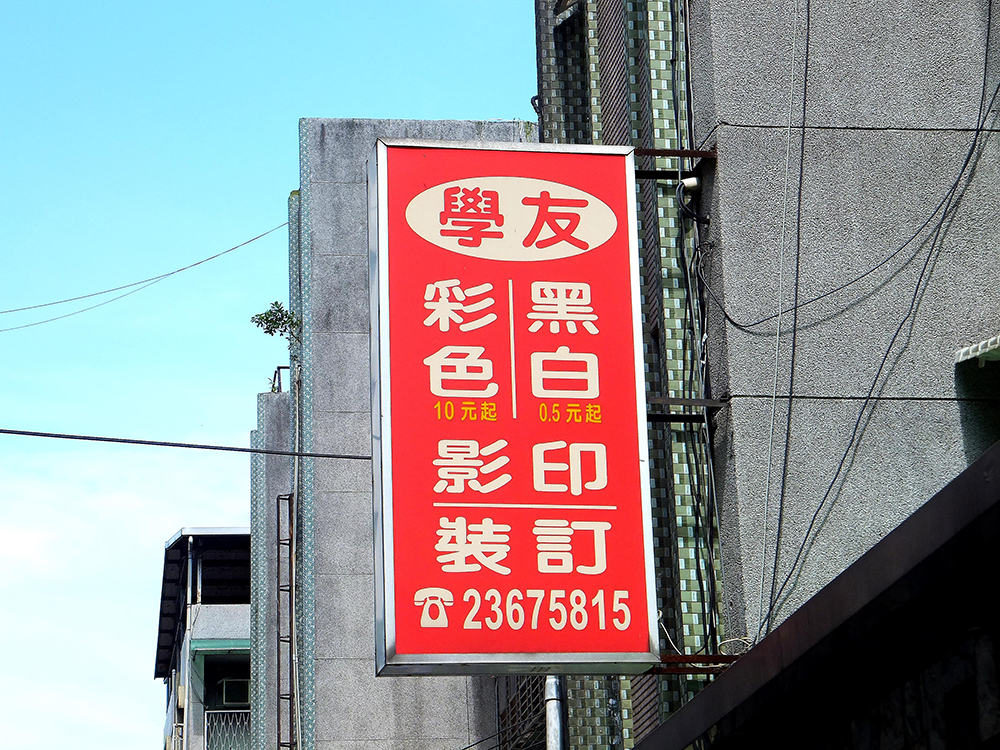 學友
彩色 黑白
10元起 0.5元起
影印
裝訂
☎23675815